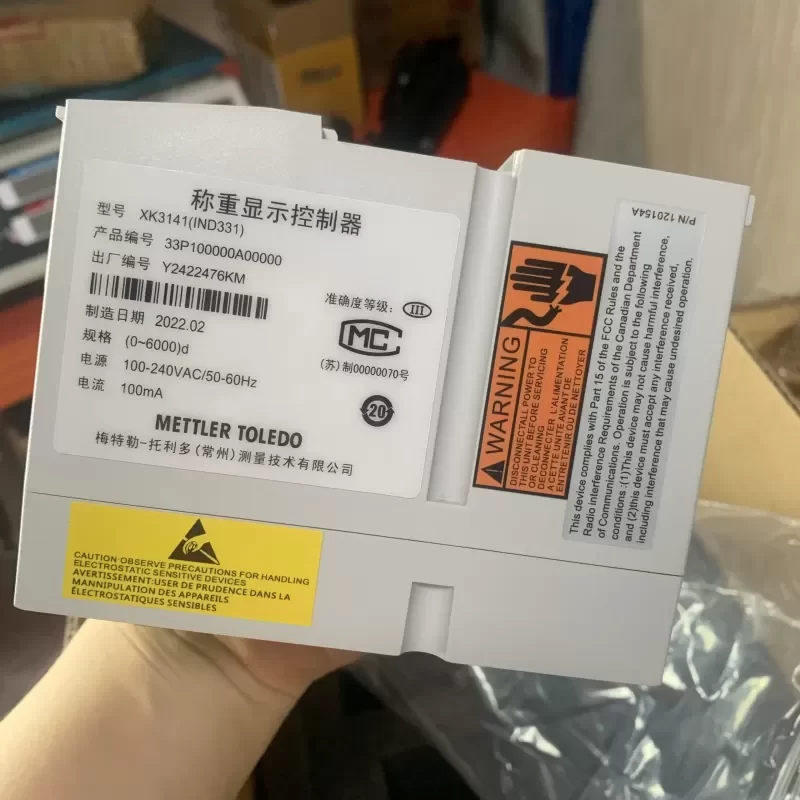 称重显示控制器
型号 XK3141(IND331)
产品编号 33P100000A00000
出厂编号 Y2422476KM
制造日期 2022.02
规格 (0~6000)d
电源 100-240VAC/50-60Hz
电流 100mA
准确度等级: III
MC
(苏)制00000070号
20
METTLER TOLEDO
梅特勒-托利多(常州)测量技术有限公司
CAUTION OBSERVE PRECAUTIONS FOR HANDLING
ELECTROSTATIC SENSITIVE DEVICES
AVERTISSEMENT:USER DE PRUDENCE DANS LA
MANNIPULATION DES APPAREILS
ÉLECTROSTATIQUES SENSIBLES
WARNING
DISCONNECTALL POWER TO
THIS UNIT BEFORE SERVICING
OR CLEANING
DECONNECTER, L'ALIMENTATION
A CETTE UNITE AVANT DE
ENTRETENIR OU DE NETTOYER
This device complies with Part 15 of the FCC Rules and the
Radio interference Requirements of the Canadian Department
of Communications. Operation is subject to the following
conditions :(1)This device may not cause harmful interference,
and (2)this device must accept any interference received,
including interference that may cause undesired operation.
P/N 120154A